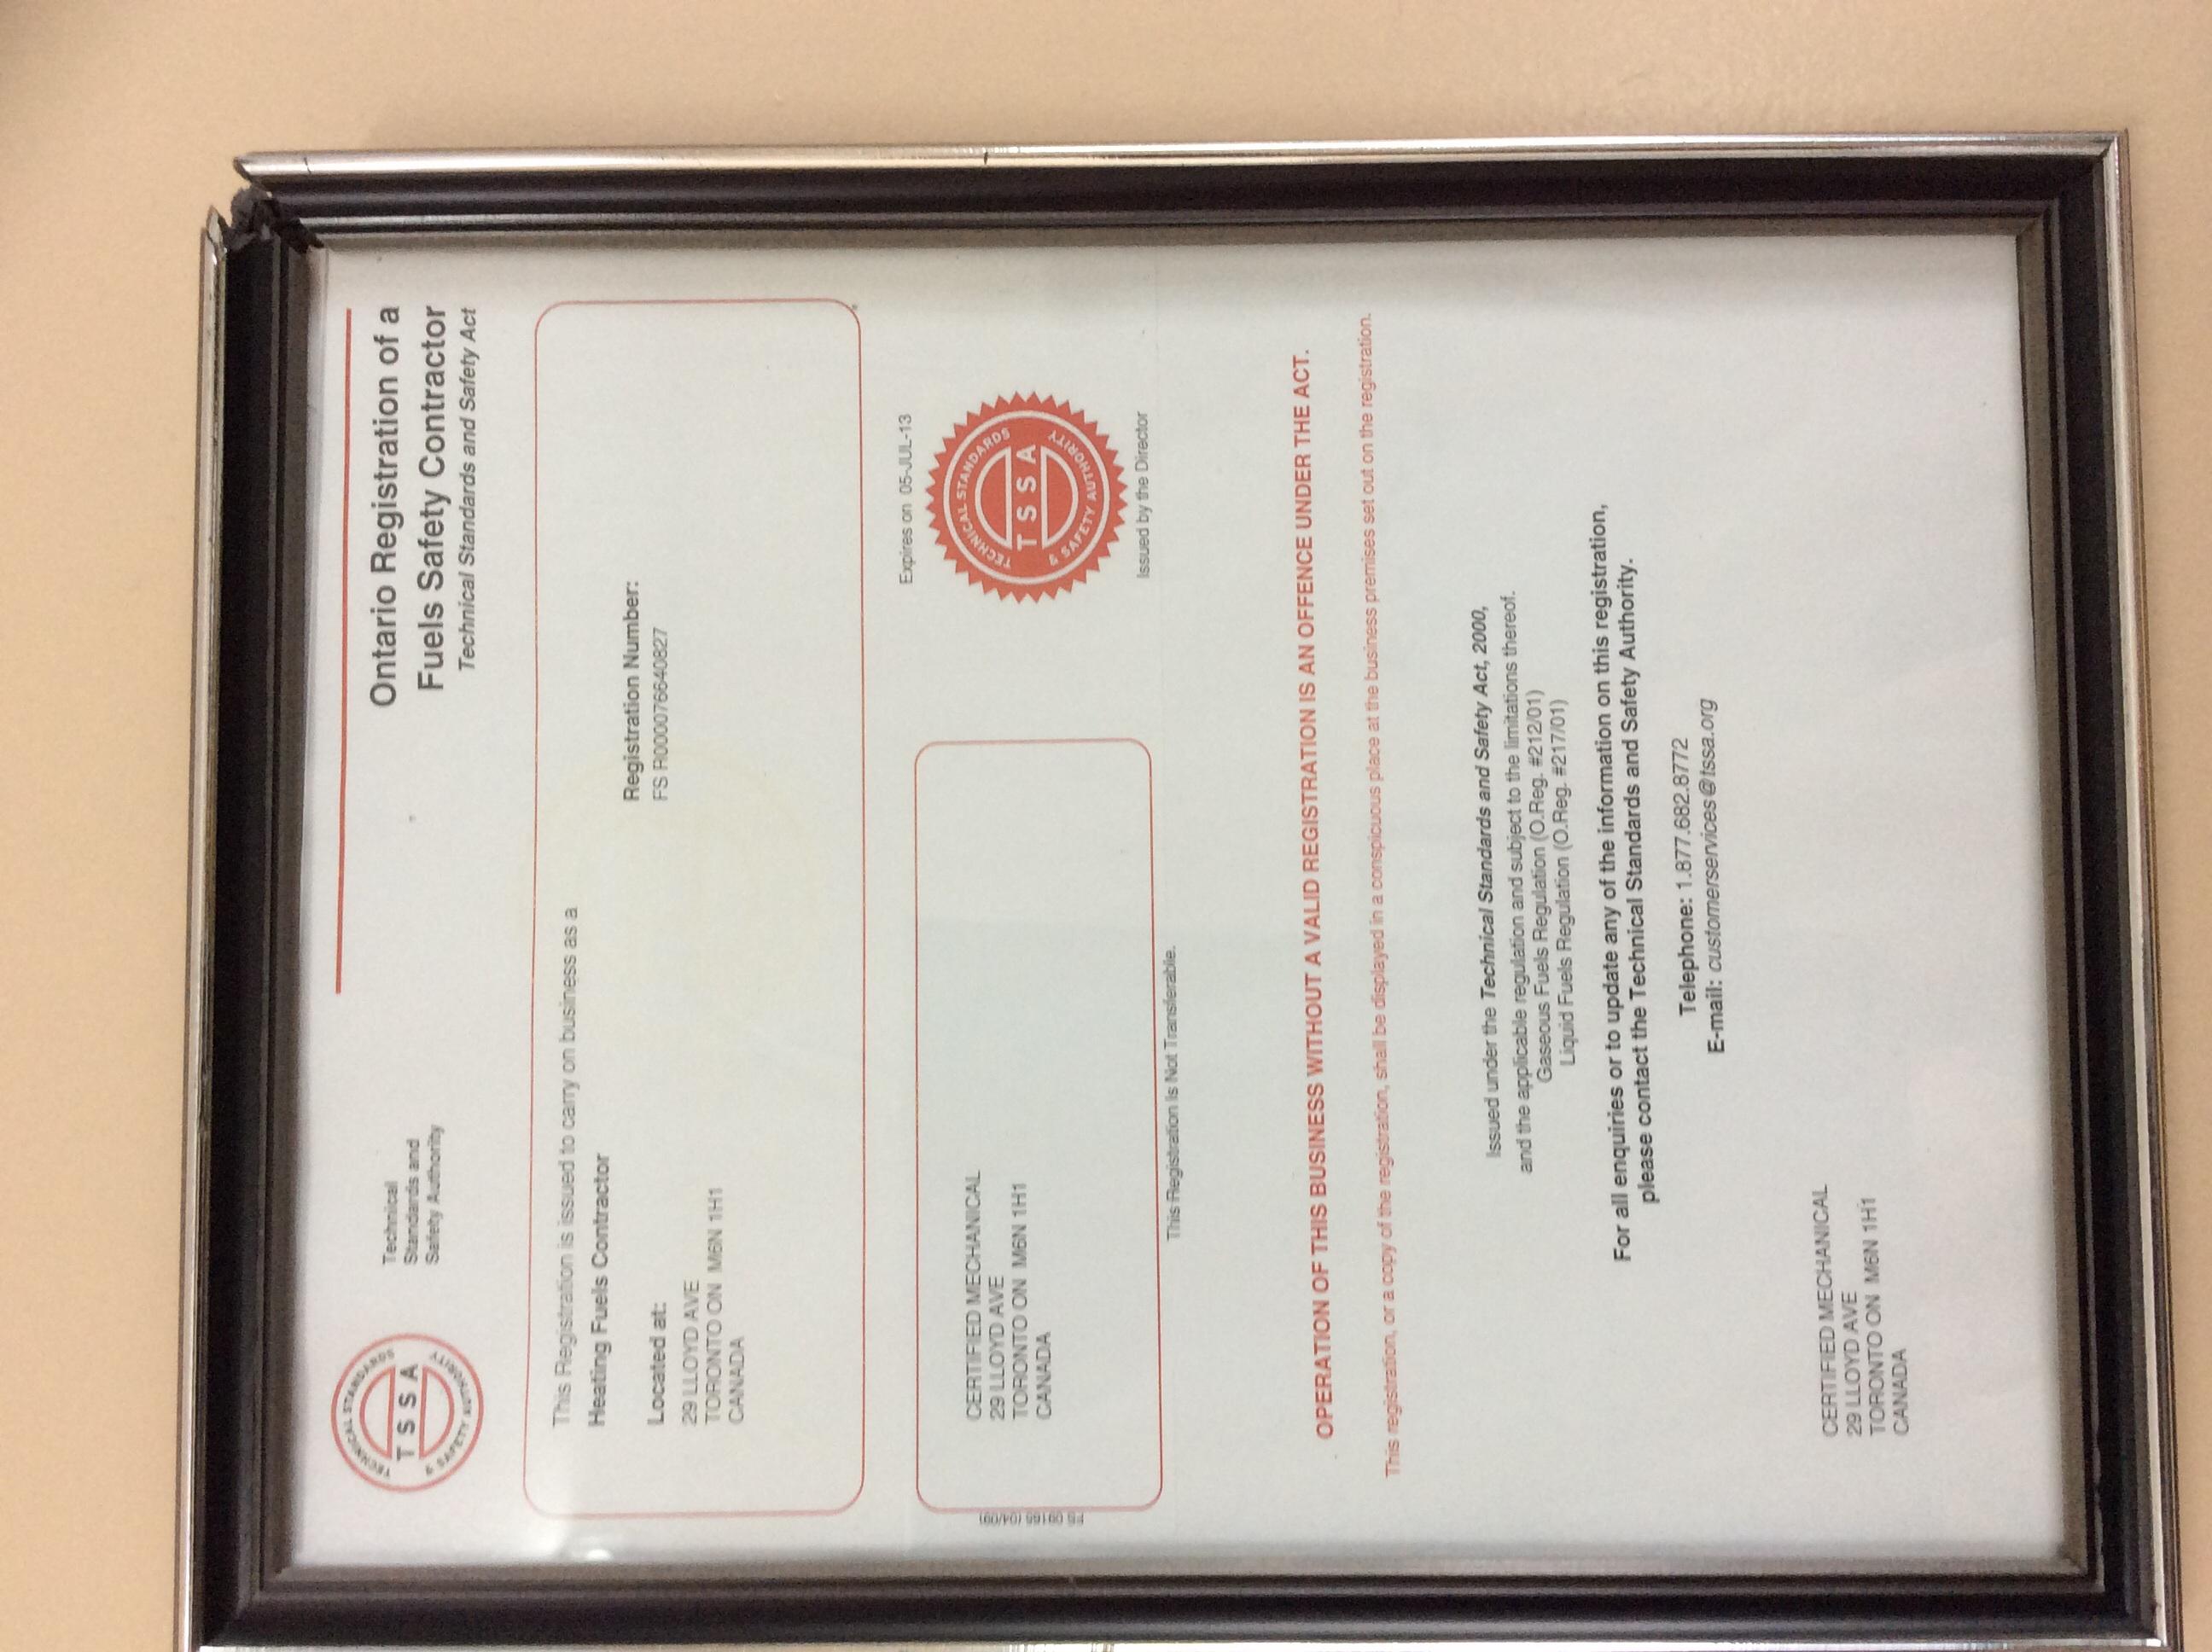 TECHNICAL STANDARDS
T S S A
& SAFETY AUTHORITY
Technical
Standards and
Safety Authority
Ontario Registration of a
Fuels Safety Contractor
Technical Standards and Safety Act
This Registration is issued to carry on business as a
Heating Fuels Contractor
Registration Number:
FS R000076640827
Located at:
29 LLOYD AVE
TORONTO ON  M6N 1H1
CANADA
Expires on  05-JUL-13
CERTIFIED MECHANICAL
29 LLOYD AVE
TORONTO ON  M6N 1H1
CANADA
TECHNICAL STANDARDS
T S S A
& SAFETY AUTHORITY
Issued by the Director
This Registration is Not Transferable.
OPERATION OF THIS BUSINESS WITHOUT A VALID REGISTRATION IS AN OFFENCE UNDER THE ACT.
This registration, or a copy of the registration, shall be displayed in a conspicuous place at the business premises set out on the registration.
Issued under the Technical Standards and Safety Act, 2000,
and the applicable regulation and subject to the limitations thereof.
Gaseous Fuels Regulation (O.Reg. #212/01)
Liquid Fuels Regulation (O.Reg. #217/01)
For all enquiries or to update any of the information on this registration,
please contact the Technical Standards and Safety Authority.
Telephone: 1.877.682.8772
E-mail: customerservices@tssa.org
CERTIFIED MECHANICAL
29 LLOYD AVE
TORONTO ON  M6N 1H1
CANADA